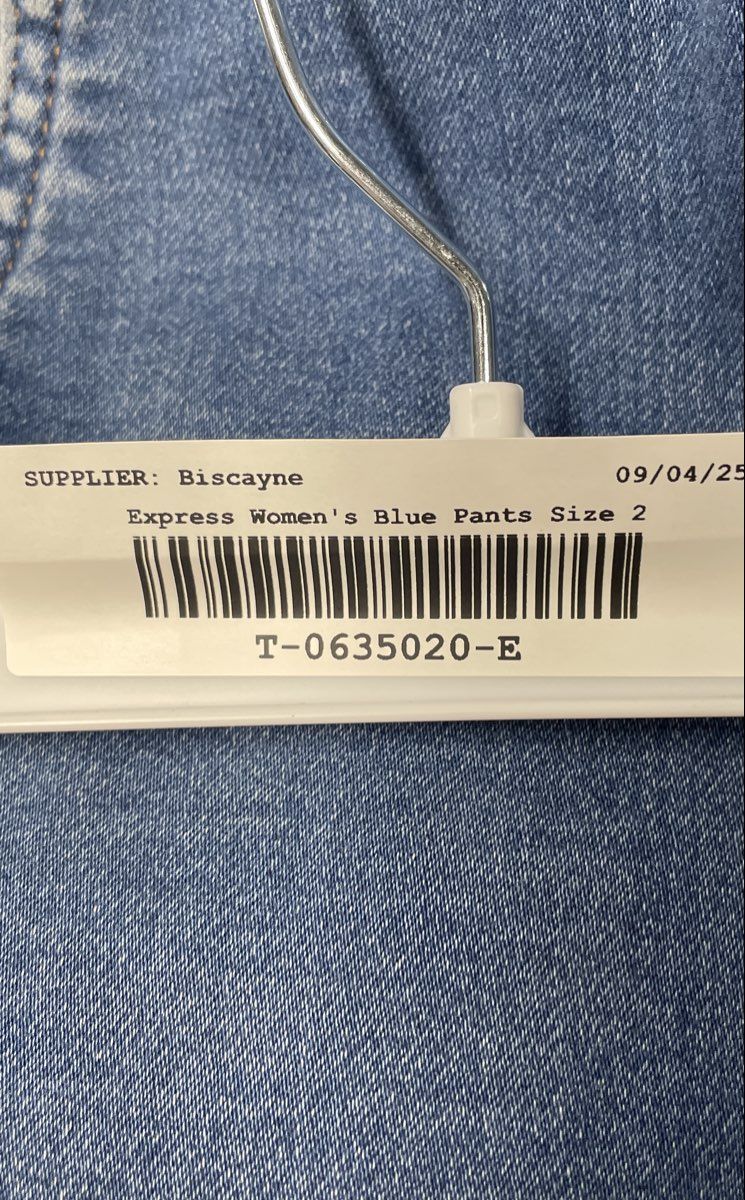 SUPPLIER: Biscayne 09/04/25
Express Women's Blue Pants Size 2
T-0635020-E